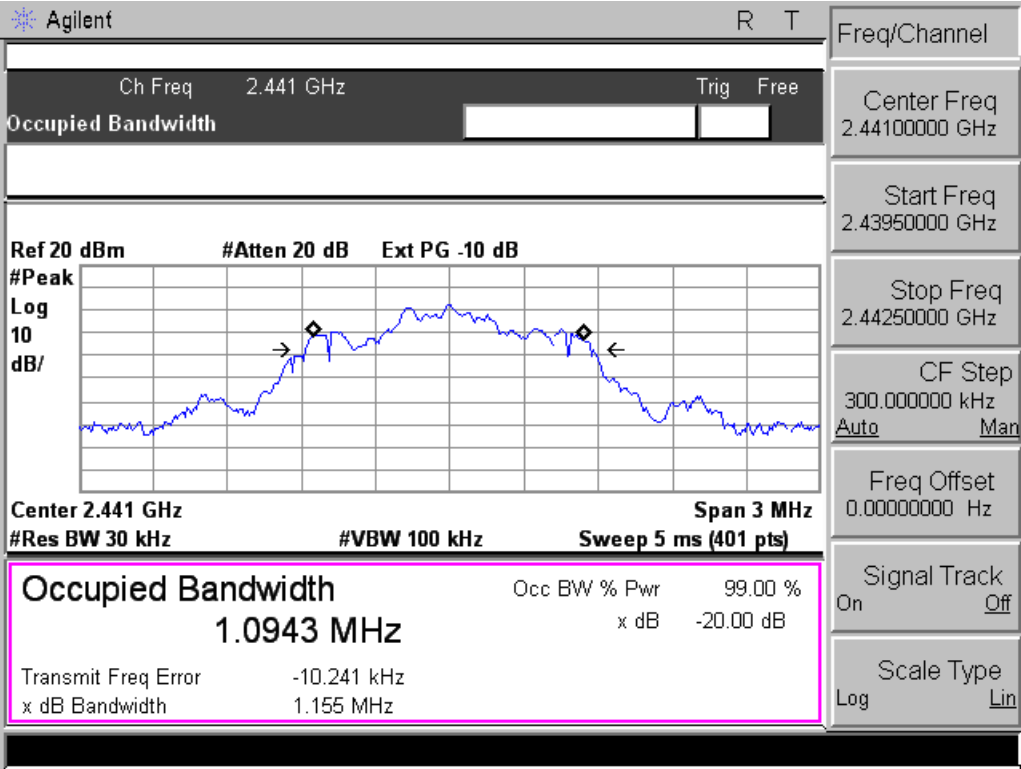 Agilent R T
Freq/Channel
Ch Freq 2.441 GHz Trig Free
Occupied Bandwidth
Center Freq
2.44100000 GHz
Start Freq
2.43950000 GHz
Ref 20 dBm #Atten 20 dB Ext PG -10 dB
#Peak
Log
10
dB/
Stop Freq
2.44250000 GHz
CF Step
300.000000 kHz
Auto Man
Center 2.441 GHz Span 3 MHz
#Res BW 30 kHz #VBW 100 kHz Sweep 5 ms (401 pts)
Freq Offset
0.00000000 Hz
Occupied Bandwidth
1.0943 MHz
Occ BW % Pwr 99.00 %
x dB -20.00 dB
Transmit Freq Error -10.241 kHz
x dB Bandwidth 1.155 MHz
Signal Track
On Off
Scale Type
Log Lin